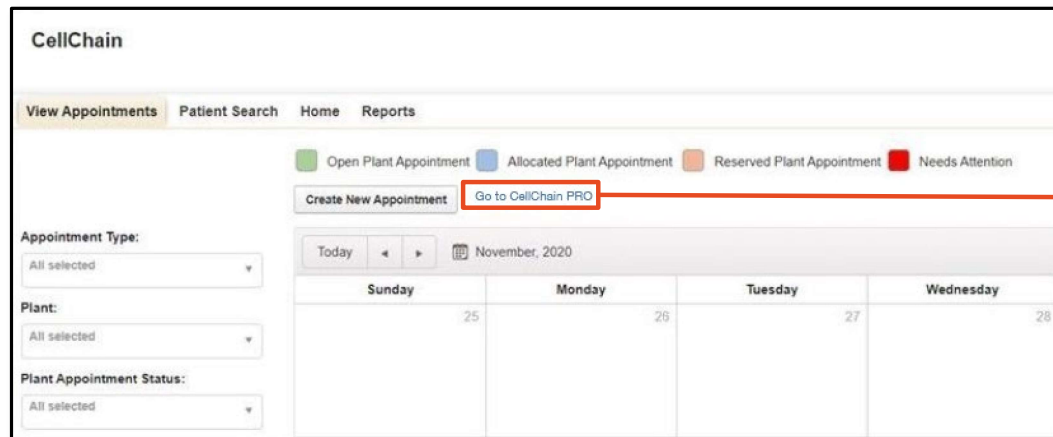 CellChain
View Appointments Patient Search Home Reports
Open Plant Appointment Allocated Plant Appointment Reserved Plant Appointment Needs Attention
Create New Appointment Go to CellChain PRO
Appointment Type:
All selected
Plant:
All selected
Plant Appointment Status:
All selected
Today November, 2020
Sunday Monday Tuesday Wednesday
25 26 27 28